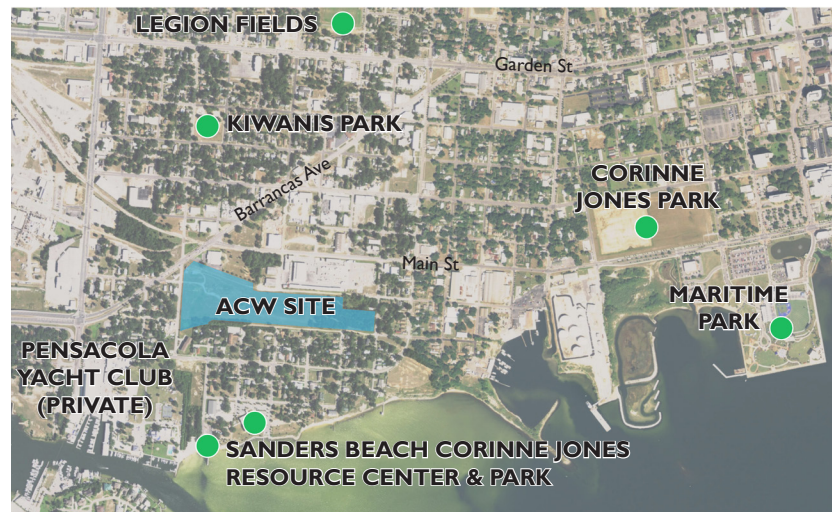 LEGION FIELDS
Garden St
KIWANIS PARK
Barrancas Ave
CORINNE
JONES PARK
Main St
MARITIME
PARK
ACW SITE
PENSACOLA
YACHT CLUB
(PRIVATE)
SANDERS BEACH CORINNE JONES
RESOURCE CENTER & PARK